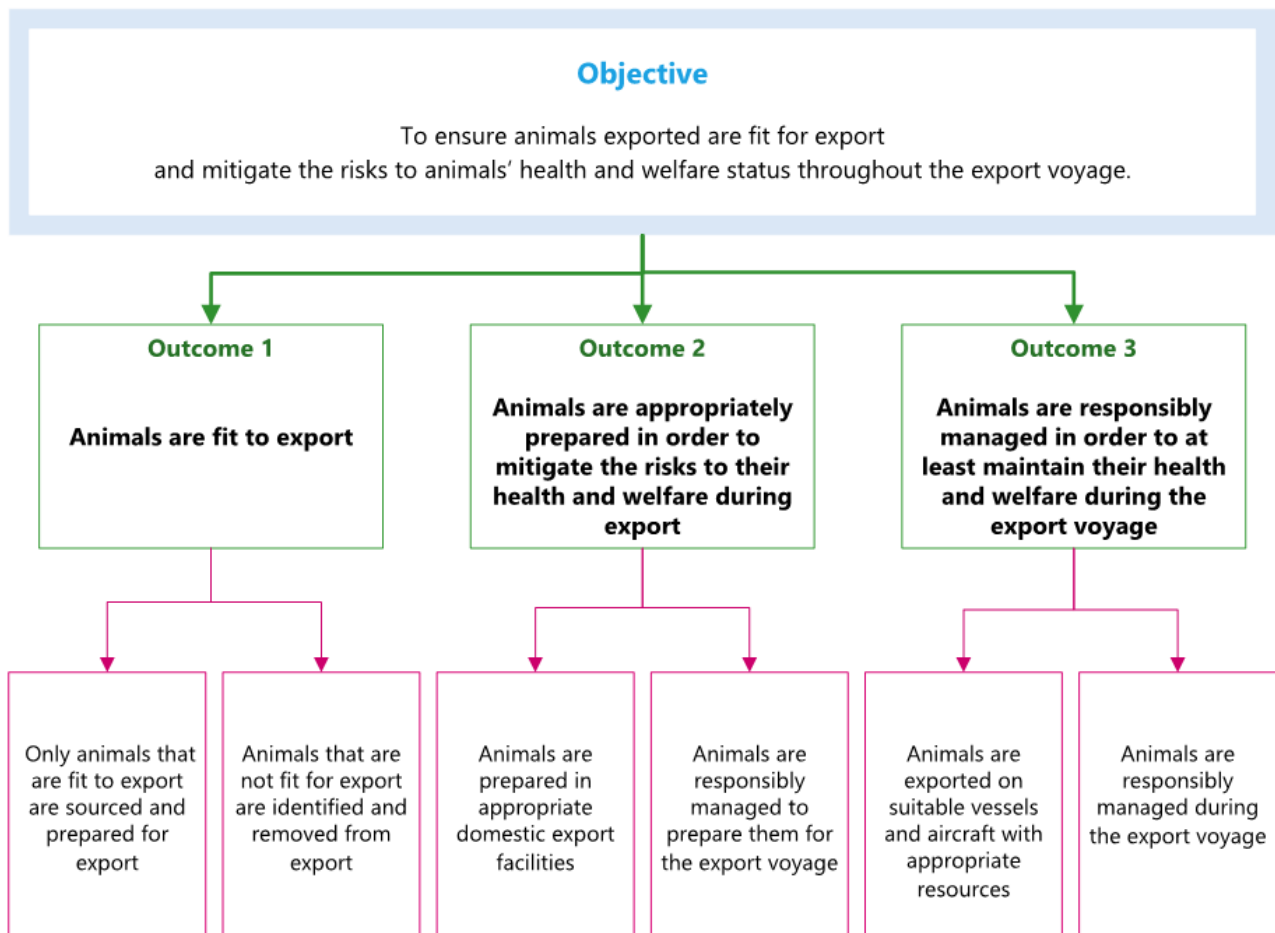 Objective
To ensure animals exported are fit for export
and mitigate the risks to animals’ health and welfare status throughout the export voyage.
Outcome 1
Animals are fit to export
Outcome 2
Animals are appropriately
prepared in order to
mitigate the risks to their
health and welfare during
export
Outcome 3
Animals are responsibly
managed in order to at
least maintain their health
and welfare during the
export voyage
Only animals that
are fit to export
are sourced and
prepared for
export
Animals that are
not fit for export
are identified and
removed from
export
Animals are
prepared in
appropriate
domestic export
facilities
Animals are
responsibly
managed to
prepare them for
the export voyage
Animals are
exported on
suitable vessels
and aircraft with
appropriate
resources
Animals are
responsibly
managed during
the export voyage